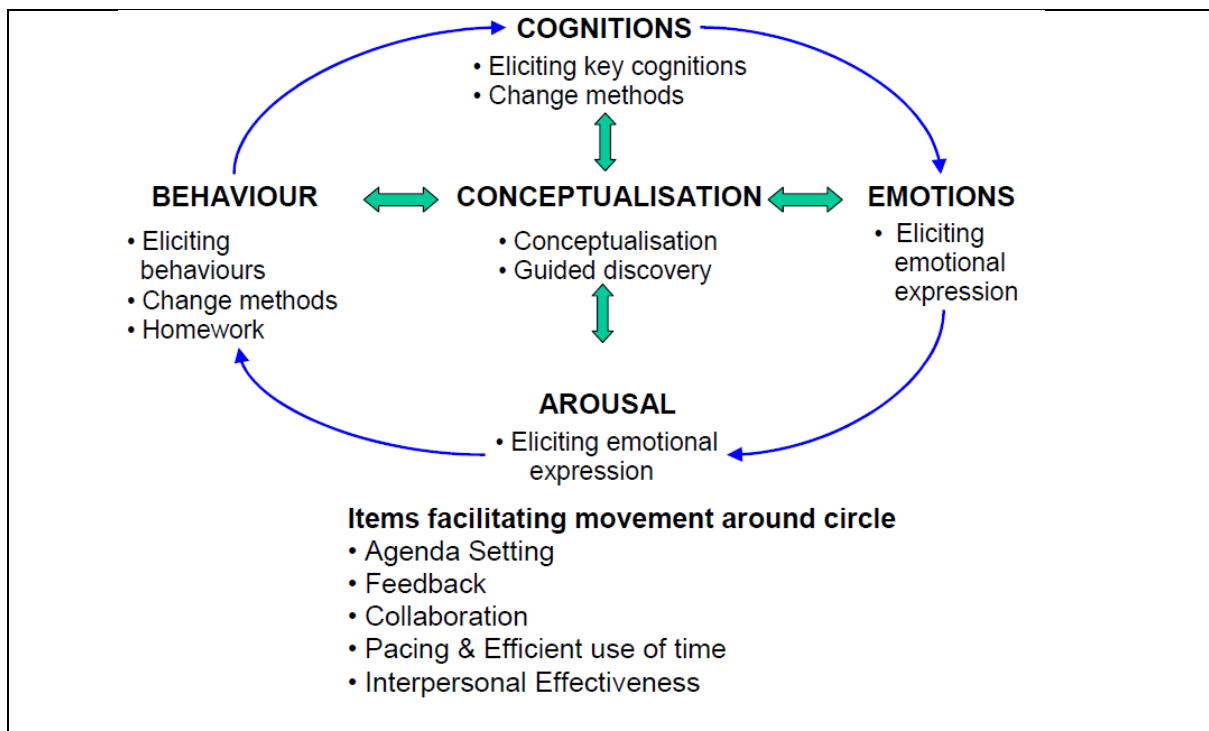 COGNITIONS
• Eliciting key cognitions
• Change methods
BEHAVIOUR
• Eliciting
behaviours
• Change methods
• Homework
CONCEPTUALISATION
• Conceptualisation
• Guided discovery
EMOTIONS
• Eliciting
emotional
expression
AROUSAL
• Eliciting emotional
expression
Items facilitating movement around circle
• Agenda Setting
• Feedback
• Collaboration
• Pacing & Efficient use of time
• Interpersonal Effectiveness